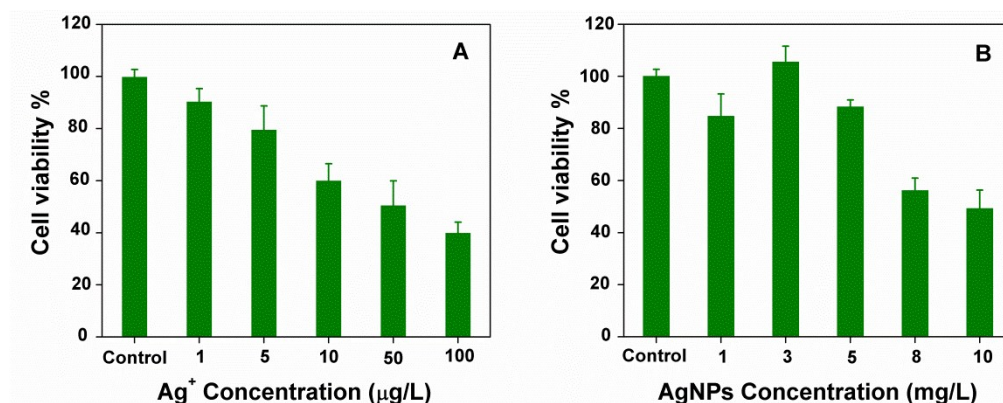 A
Cell viability %
120
100
80
60
40
20
0
Control 1 5 10 50 100
Ag⁺ Concentration (μg/L)
B
Cell viability %
120
100
80
60
40
20
0
Control 1 3 5 8 10
AgNPs Concentration (mg/L)